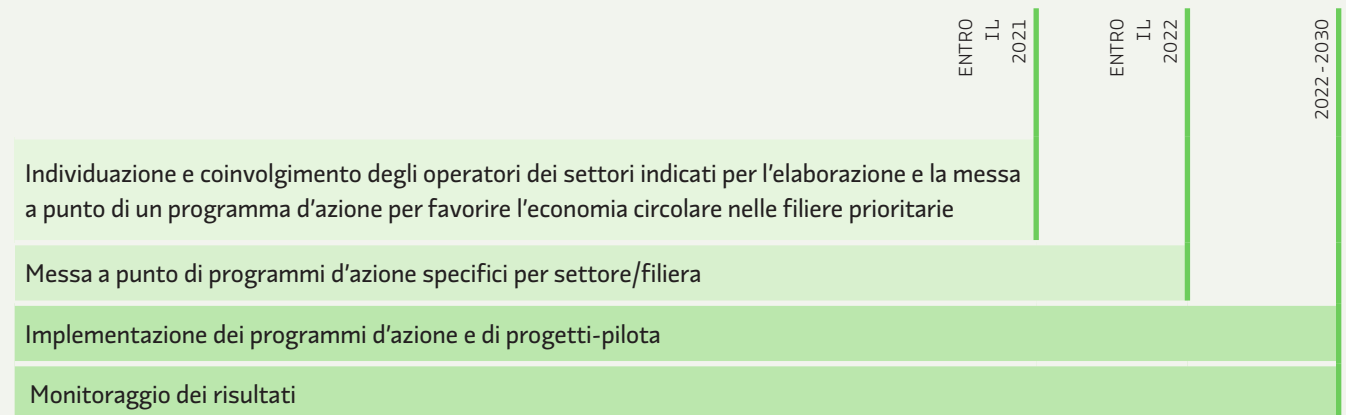 ENTRO
IL
2021
ENTRO
IL
2022
2022-2030
Individuazione e coinvolgimento degli operatori dei settori indicati per l'elaborazione e la messa
a punto di un programma d'azione per favorire l'economia circolare nelle filiere prioritarie
Messa a punto di programmi d'azione specifici per settore/filiera
Implementazione dei programmi d'azione e di progetti-pilota
Monitoraggio dei risultati